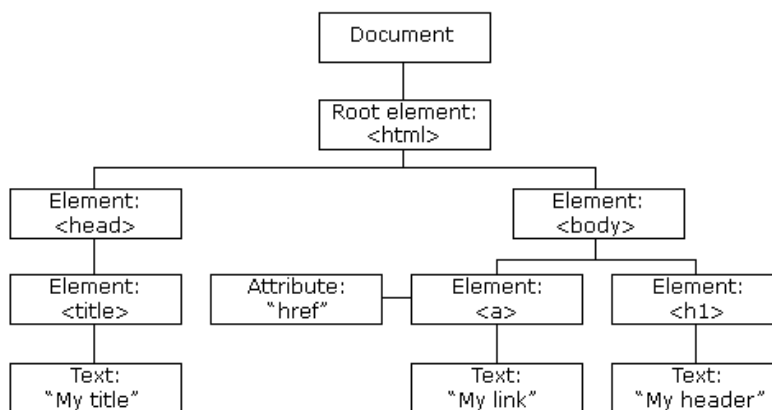 Document
Root element:
<html>
Element:
<head>
Element:
<body>
Element:
<title>
Attribute:
“href”
Element:
<a>
Element:
<h1>
Text:
“My title”
Text:
“My link”
Text:
“My header”